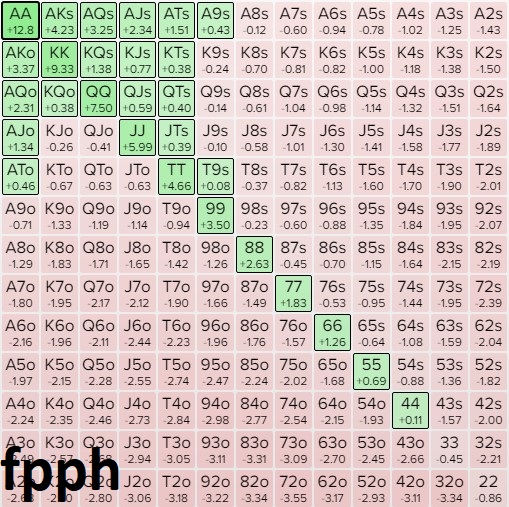 AA AKs AQs AJs ATs A9s A8s A7s A6s A5s A4s A3s A2s
+12.8 +4.23 +3.25 +2.34 +1.51 +0.43 -0.12 -0.60 -0.94 -0.78 -1.02 -1.25 -1.43
AKo KK KQs KJs KTs K9s K8s K7s K6s K5s K4s K3s K2s
+3.37 +9.33 +1.38 +0.77 +0.38 -0.24 -0.70 -0.81 -0.82 -1.00 -1.18 -1.38 -1.50
AQo KQo QQ QJs QTs Q9s Q8s Q7s Q6s Q5s Q4s Q3s Q2s
+2.31 +0.38 +7.50 +0.59 +0.40 -0.14 -0.61 -1.04 -0.98 -1.14 -1.32 -1.51 -1.64
AJo KJo QJo JJ JTs J9s J8s J7s J6s J5s J4s J3s J2s
+1.34 -0.26 -0.41 +5.99 +0.39 -0.10 -0.58 -1.01 -1.30 -1.41 -1.58 -1.77 -1.89
ATo KTo QTo JTo TT T9s T8s T7s T6s T5s T4s T3s T2s
+0.46 -0.67 -0.63 -0.63 +4.66 +0.08 -0.37 -0.82 -1.13 -1.60 -1.70 -1.90 -2.01
A9o K9o Q9o J9o T9o 99 98s 97s 96s 95s 94s 93s 92s
-0.71 -1.33 -1.19 -1.14 -0.94 +3.50 -0.23 -0.60 -0.88 -1.35 -1.84 -1.95 -2.07
A8o K8o Q8o J8o T8o 98o 88 87s 86s 85s 84s 83s 82s
-1.29 -1.83 -1.71 -1.65 -1.42 -1.26 +2.63 -0.45 -0.70 -1.15 -1.64 -2.15 -2.19
A7o K7o Q7o J7o T7o 97o 87o 77 76s 75s 74s 73s 72s
-1.80 -1.95 -2.17 -2.12 -1.90 -1.66 -1.49 +1.83 -0.53 -0.95 -1.44 -1.95 -2.39
A6o K6o Q6o J6o T6o 96o 86o 76o 66 65s 64s 63s 62s
-2.16 -1.96 -2.11 -2.44 -2.23 -1.96 -1.76 -1.57 +1.26 -0.64 -1.08 -1.59 -2.04
A5o K5o Q5o J5o T5o 95o 85o 75o 65o 55 54s 53s 52s
-1.97 -2.15 -2.28 -2.55 -2.74 -2.47 -2.24 -2.02 -1.68 +0.69 -0.88 -1.36 -1.82
A4o K4o Q4o J4o T4o 94o 84o 74o 64o 54o 44 43s 42s
-2.24 -2.35 -2.46 -2.73 -2.84 -2.98 -2.77 -2.54 -2.15 -1.93 +0.11 -1.57 -2.00
A3o K3o Q3o J3o T3o 93o 83o 73o 63o 53o 43o 33 32s
-2.94 -3.05 -3.11 -3.31 -3.09 -2.70 -2.45 -2.66 -0.45 -2.21
fpph
J2o T2o 92o 82o 72o 62o 52o 42o 32o 22
-2.80 -3.06 -3.18 -3.22 -3.34 -3.55 -3.17 -2.93 -3.11 -3.34 -0.86